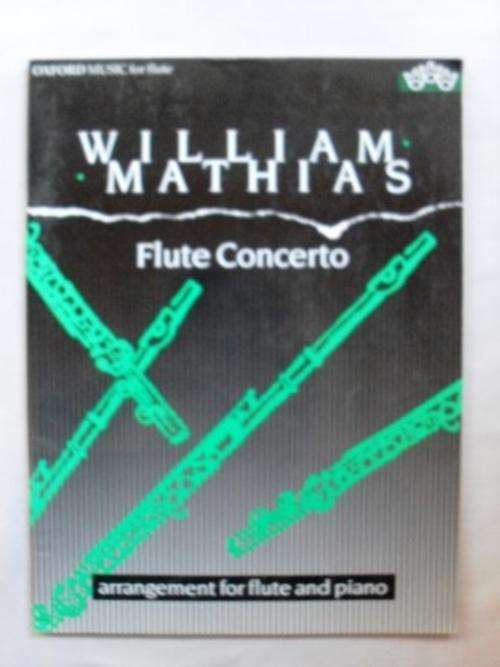 OXFORD MUSIC for flute
WILLIAM
MATHIAS
Flute Concerto
arrangement for flute and piano